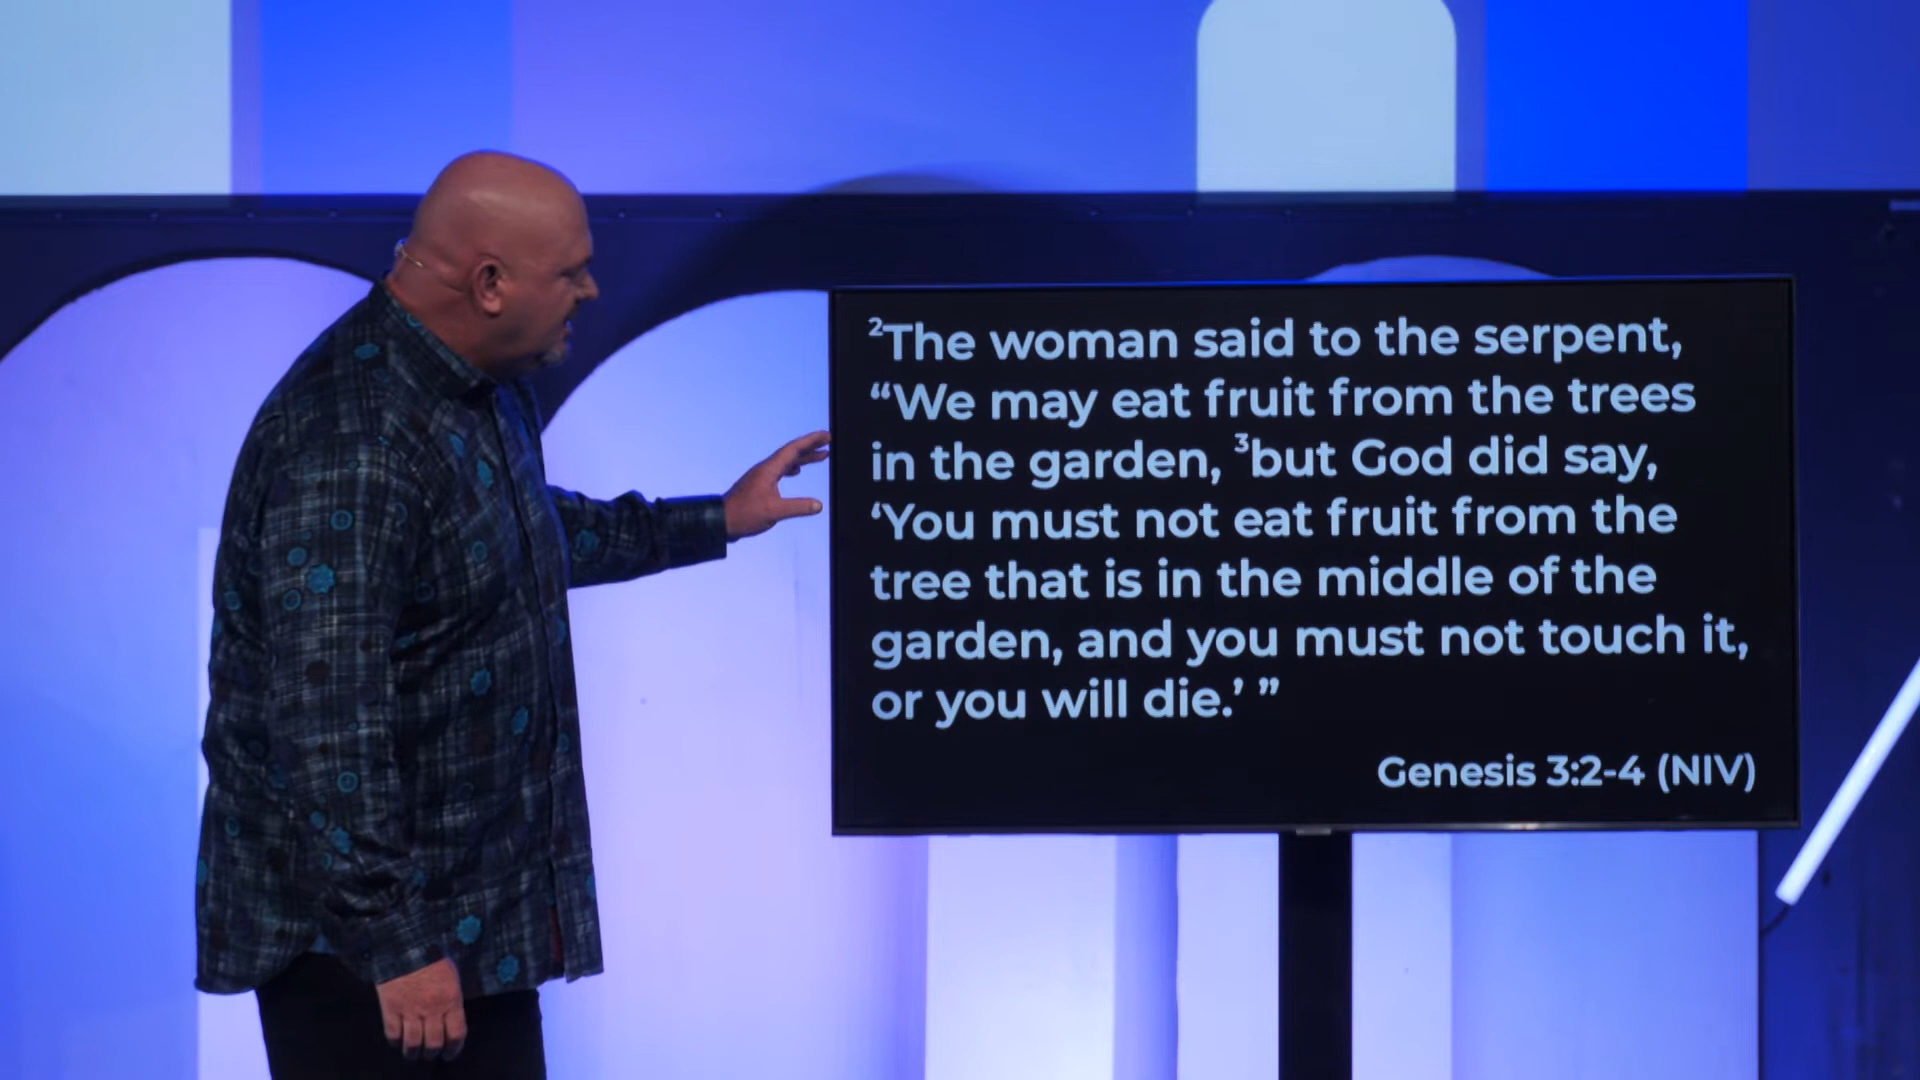 ²The woman said to the serpent,
“We may eat fruit from the trees
in the garden, ³but God did say,
‘You must not eat fruit from the
tree that is in the middle of the
garden, and you must not touch it,
or you will die.’ ”
Genesis 3:2-4 (NIV)